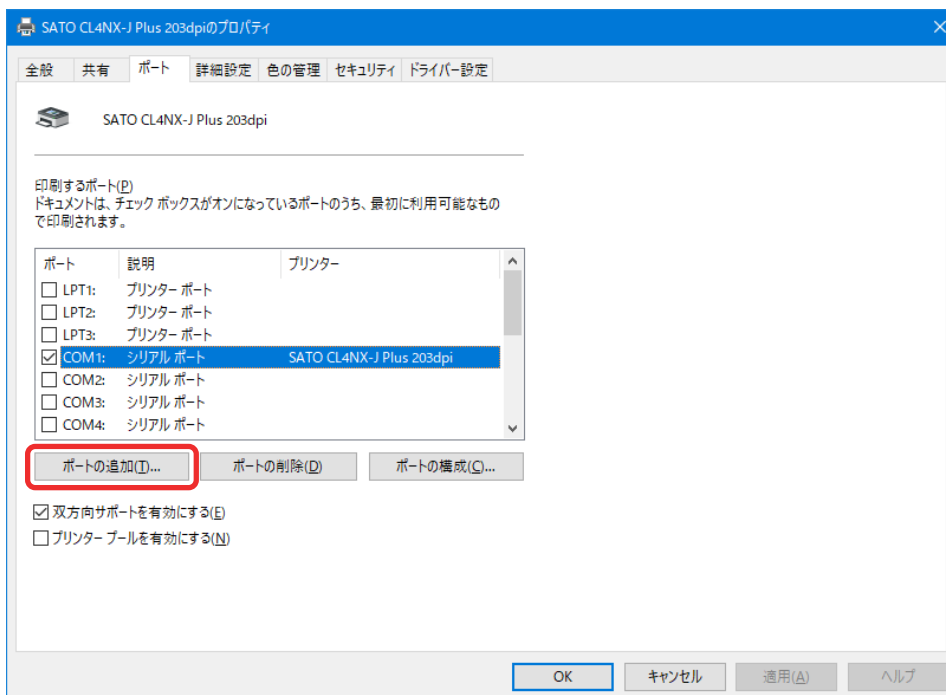 SATO CL4NX-J Plus 203dpiのプロパティ
全般 共有 ポート 詳細設定 色の管理 セキュリティ ドライバー設定
SATO CL4NX-J Plus 203dpi
印刷するポート(P)
ドキュメントは、チェック ボックスがオンになっているポートのうち、最初に利用可能なもの
で印刷されます。
ポート 説明 プリンター
LPT1: プリンター ポート
LPT2: プリンター ポート
LPT3: プリンター ポート
COM1: シリアル ポート SATO CL4NX-J Plus 203dpi
COM2: シリアル ポート
COM3: シリアル ポート
COM4: シリアル ポート
ポートの追加(T)... ポートの削除(D) ポートの構成(C)...
双方向サポートを有効にする(E)
プリンター プールを有効にする(N)
OK キャンセル 適用(A) ヘルプ